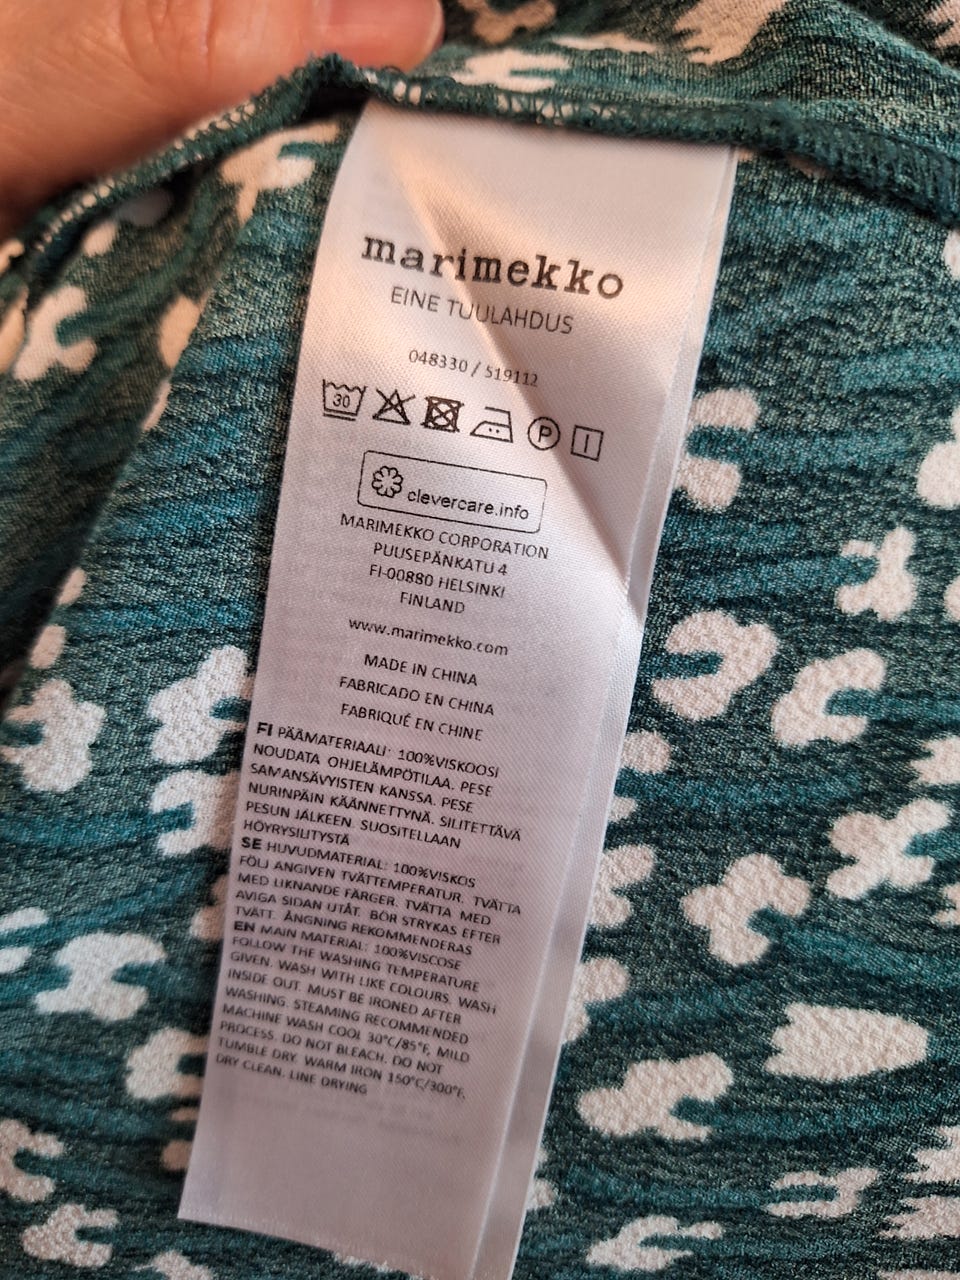 marimekko
EINE TUULAHDUS
048330 / 519112
30
P
clevercare.info
MARIMEKKO CORPORATION
PUUSEPÄNKATU 4
FI-00880 HELSINKI
FINLAND
www.marimekko.com
MADE IN CHINA
FABRICADO EN CHINA
FABRIQUÉ EN CHINE
FI PÄÄMATERIAALI: 100%VISKOOSI
NOUDATA OHJELÄMPÖTILAA. PESE
SAMANSÄVYISTEN KANSSA. PESE
NURINPÄIN KÄÄNNETTYNÄ. SILITETTÄVÄ
PESUN JÄLKEEN. SUOSITELLAAN
HÖYRYSILITYSTÄ
SE HUVUDMATERIAL: 100%VISKOS
FÖLJ ANGIVEN TVÄTTEMPERATUR. TVÄTTA
MED LIKNANDE FÄRGER. TVÄTTA MED
AVIGA SIDAN UTÅT. BÖR STRYKAS EFTER
TVÄTT. ÅNGNING REKOMMENDERAS
EN MAIN MATERIAL: 100%VISCOSE
FOLLOW THE WASHING TEMPERATURE
GIVEN. WASH WITH LIKE COLOURS. WASH
INSIDE OUT. MUST BE IRONED AFTER
WASHING. STEAMING RECOMMENDED
MACHINE WASH COOL 30°C/85°F, MILD
PROCESS. DO NOT BLEACH. DO NOT
TUMBLE DRY. WARM IRON 150°C/300°F,
DRY CLEAN. LINE DRYING